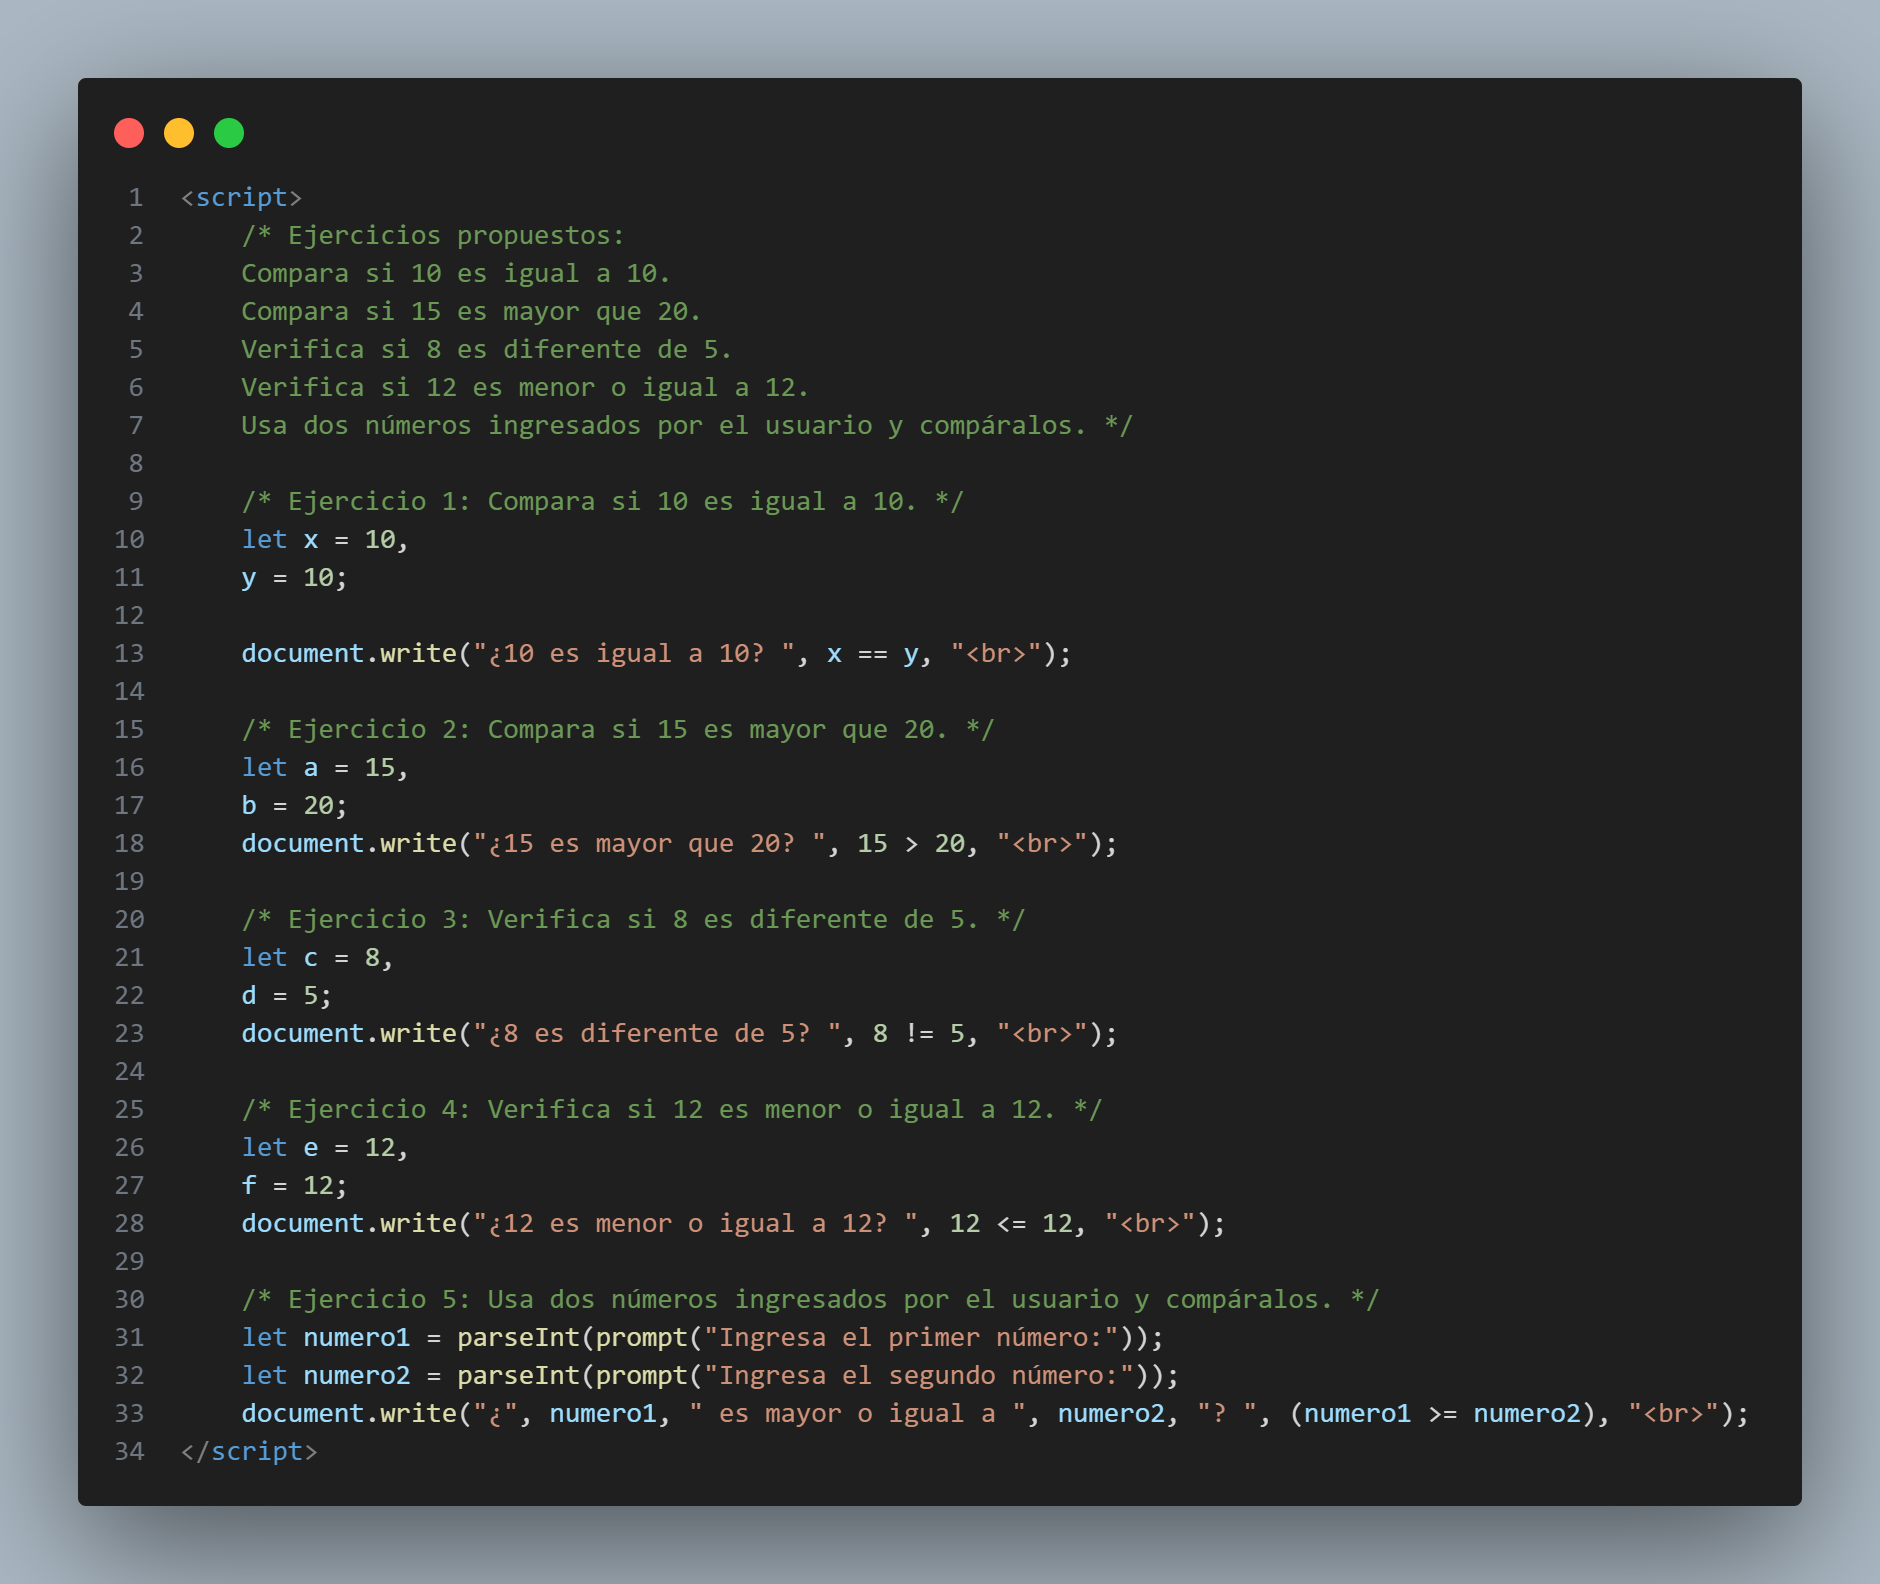 1 <script>
2 /* Ejercicios propuestos:
3 Compara si 10 es igual a 10.
4 Compara si 15 es mayor que 20.
5 Verifica si 8 es diferente de 5.
6 Verifica si 12 es menor o igual a 12.
7 Usa dos números ingresados por el usuario y compáralos. */
8
9 /* Ejercicio 1: Compara si 10 es igual a 10. */
10 let x = 10,
11 y = 10;
12
13 document.write("¿10 es igual a 10? ", x == y, "<br>");
14
15 /* Ejercicio 2: Compara si 15 es mayor que 20. */
16 let a = 15,
17 b = 20;
18 document.write("¿15 es mayor que 20? ", 15 > 20, "<br>");
19
20 /* Ejercicio 3: Verifica si 8 es diferente de 5. */
21 let c = 8,
22 d = 5;
23 document.write("¿8 es diferente de 5? ", 8 != 5, "<br>");
24
25 /* Ejercicio 4: Verifica si 12 es menor o igual a 12. */
26 let e = 12,
27 f = 12;
28 document.write("¿12 es menor o igual a 12? ", 12 <= 12, "<br>");
29
30 /* Ejercicio 5: Usa dos números ingresados por el usuario y compáralos. */
31 let numero1 = parseInt(prompt("Ingresa el primer número:"));
32 let numero2 = parseInt(prompt("Ingresa el segundo número:"));
33 document.write("¿", numero1, " es mayor o igual a ", numero2, "? ", (numero1 >= numero2), "<br>");
34 </script>